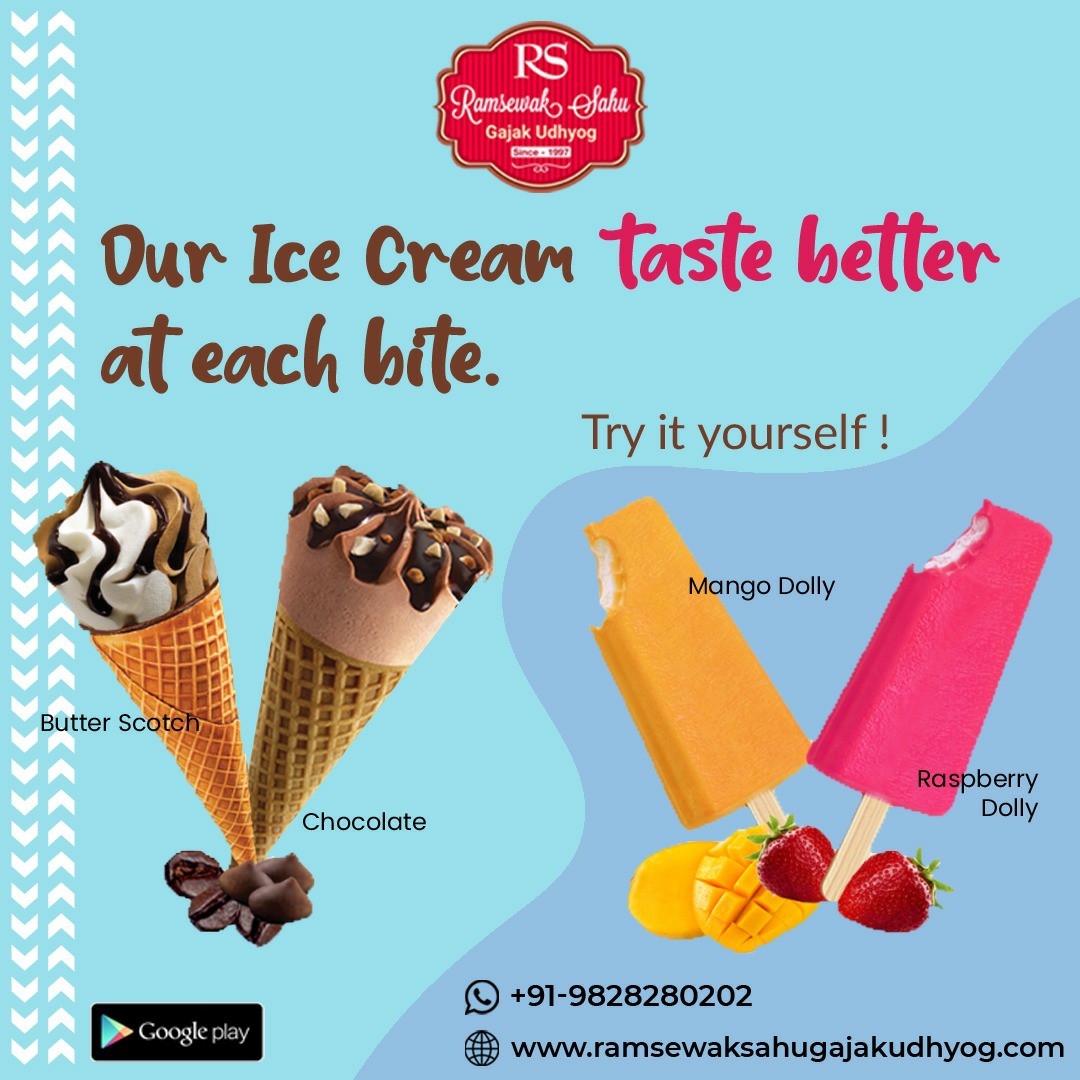 RS
Ramsewak Sahu
Gajak Udhyog
Since - 1997
Our Ice Cream taste better
at each bite.
Try it yourself !
Mango Dolly
Butter Scotch
Raspberry
Dolly
Chocolate
+91-9828280202
Google play
www.ramsewaksahugajakudhyog.com